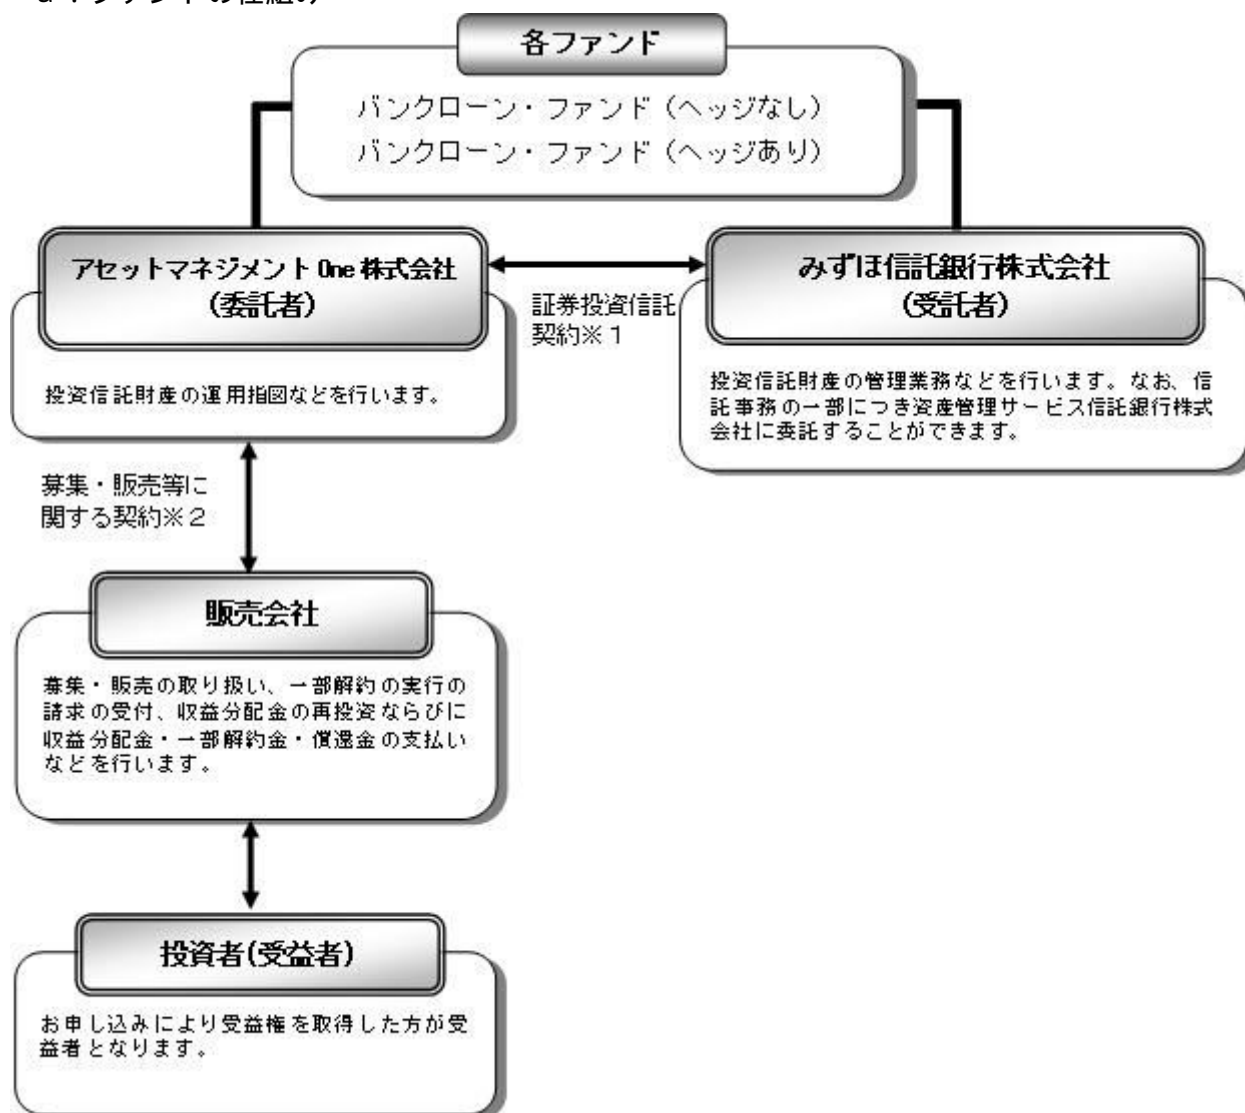 ａ．ファンドの仕組み
各ファンド
バンクローン・ファンド（ヘッジなし）
バンクローン・ファンド（ヘッジあり）
アセットマネジメントOne株式会社
(委託者)
投資信託財産の運用指図などを行います。
証券投資信託
契約※１
みずほ信託銀行株式会社
(受託者)
投資信託財産の管理業務などを行います。なお、信
託事務の一部につき資産管理サービス信託銀行株式
会社に委託することができます。
募集・販売等に
関する契約※２
販売会社
募集・販売の取り扱い、一部解約の実行の
請求の受付、収益分配金の再投資ならびに
収益分配金・一部解約金・償還金の支払い
などを行います。
投資者(受益者)
お申し込みにより受益権を取得した方が受
益者となります。